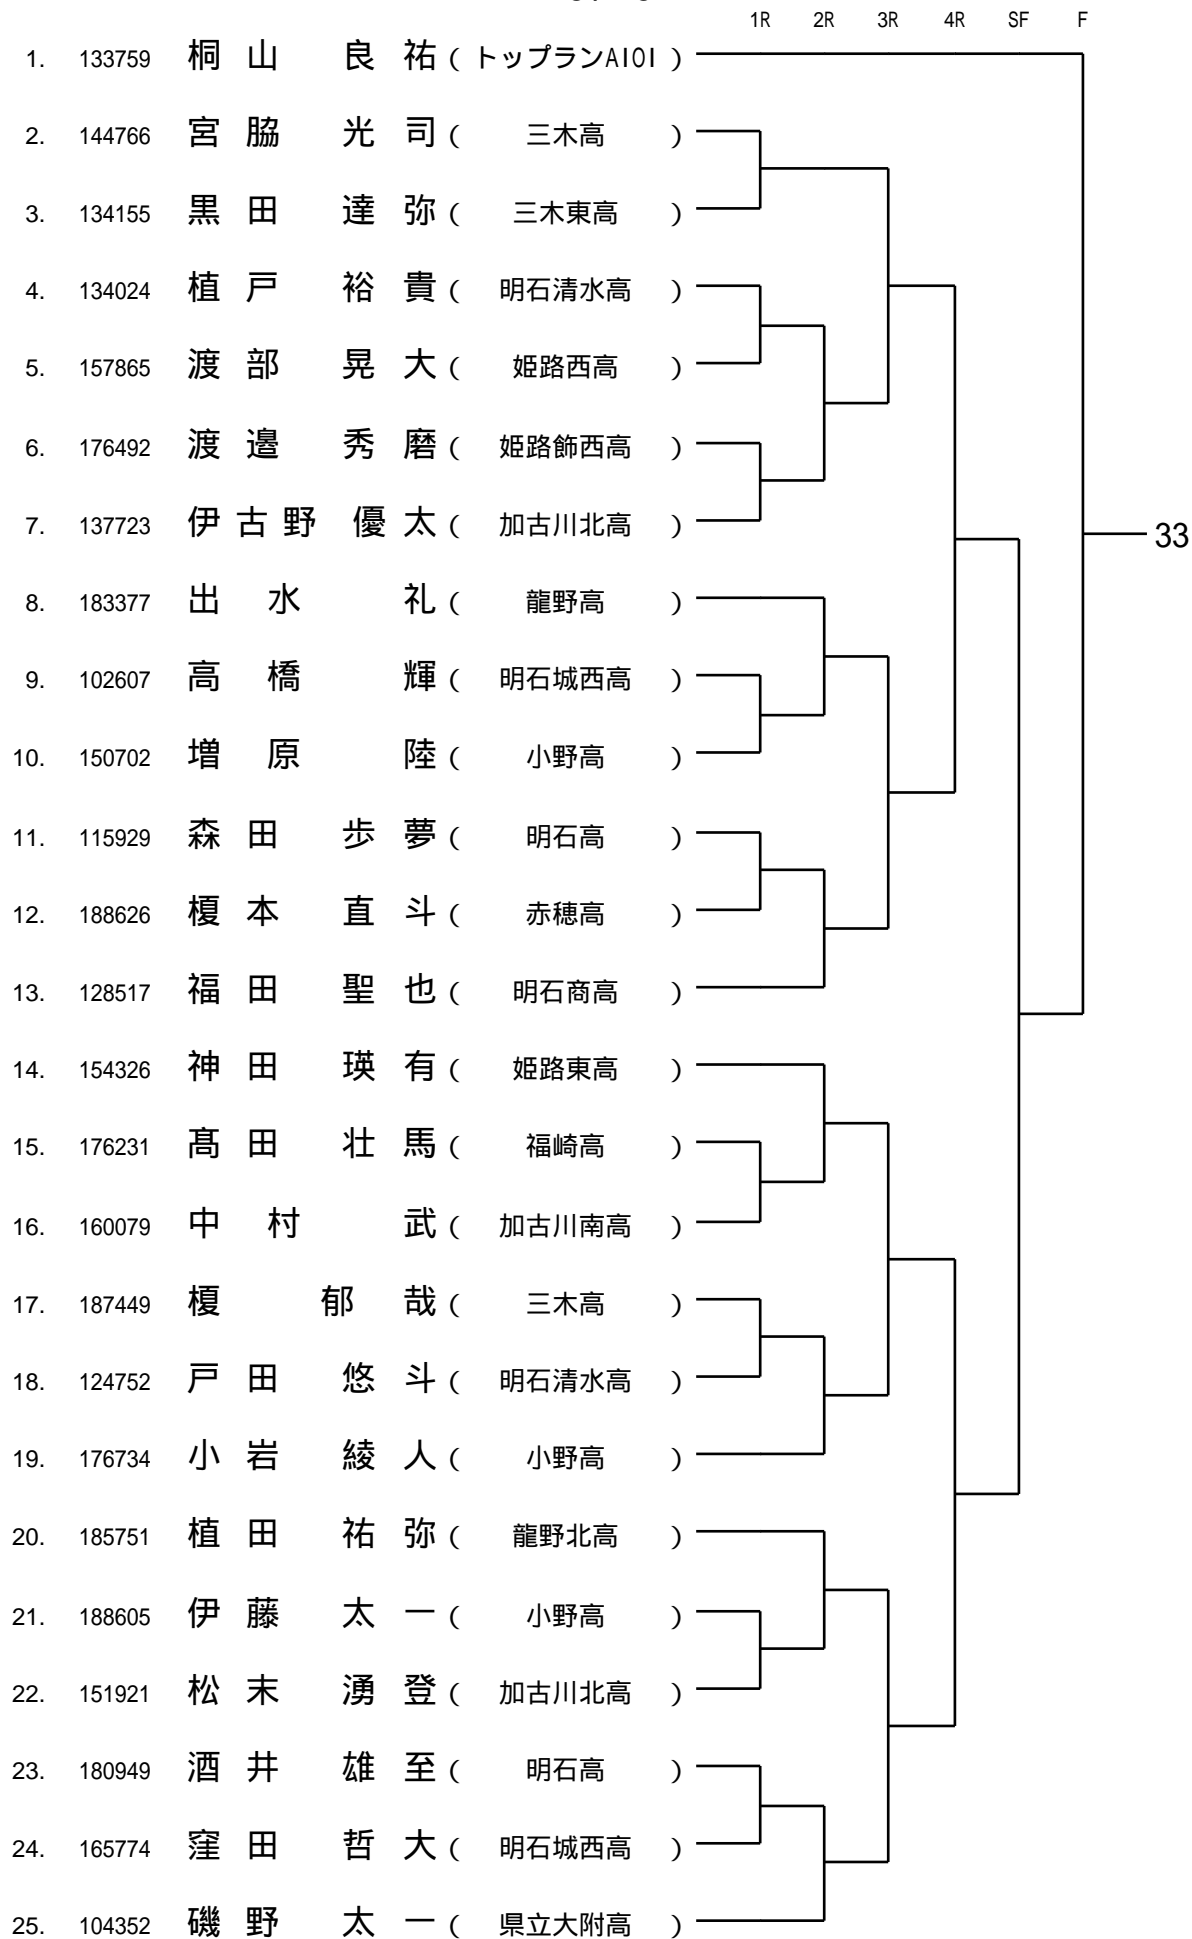 1R 2R 3R 4R SF F
1. 133759 桐山 良祐 ( トップランAIOI )
2. 144766 宮脇 光司 ( 三木高 )
3. 134155 黒田 達弥 ( 三木東高 )
4. 134024 植戸 裕貴 ( 明石清水高 )
5. 157865 渡部 晃大 ( 姫路西高 )
6. 176492 渡邉 秀磨 ( 姫路飾西高 )
7. 137723 伊古野 優太 ( 加古川北高 )
33
8. 183377 出水 礼 ( 龍野高 )
9. 102607 高橋 輝 ( 明石城西高 )
10. 150702 増原 陸 ( 小野高 )
11. 115929 森田 歩夢 ( 明石高 )
12. 188626 榎本 直斗 ( 赤穂高 )
13. 128517 福田 聖也 ( 明石商高 )
14. 154326 神田 瑛有 ( 姫路東高 )
15. 176231 髙田 壮馬 ( 福崎高 )
16. 160079 中村 武 ( 加古川南高 )
17. 187449 榎 郁哉 ( 三木高 )
18. 124752 戸田 悠斗 ( 明石清水高 )
19. 176734 小岩 綾人 ( 小野高 )
20. 185751 植田 祐弥 ( 龍野北高 )
21. 188605 伊藤 太一 ( 小野高 )
22. 151921 松末 湧登 ( 加古川北高 )
23. 180949 酒井 雄至 ( 明石高 )
24. 165774 窪田 哲大 ( 明石城西高 )
25. 104352 磯野 太一 ( 県立大附高 )